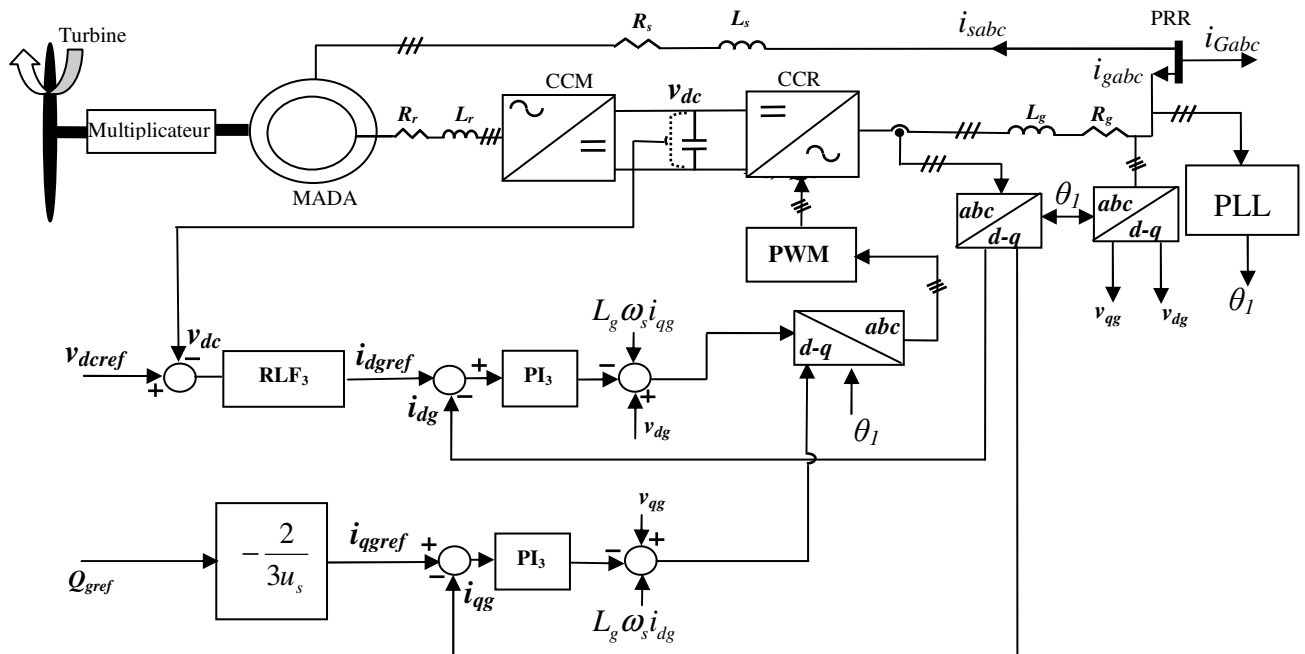 Turbine
R_s
L_s
i_sabc
PRR
i_Gabc
i_gabc
CCM
v_dc
CCR
Multiplicateur
R_r
L_r
L_g
R_g
MADA
abc
d-q
θ_1
abc
d-q
PLL
PWM
v_qg
v_dg
θ_1
L_g ω_s i_qg
abc
d-q
v_dcref
+
v_dc
−
RLF_3
i_dgref
+
−
i_dg
PI_3
−
+
v_dg
θ_1
Q_gref
− 2 / 3u_s
i_qgref
+
−
i_qg
PI_3
v_qg
−
+
L_g ω_s i_dg